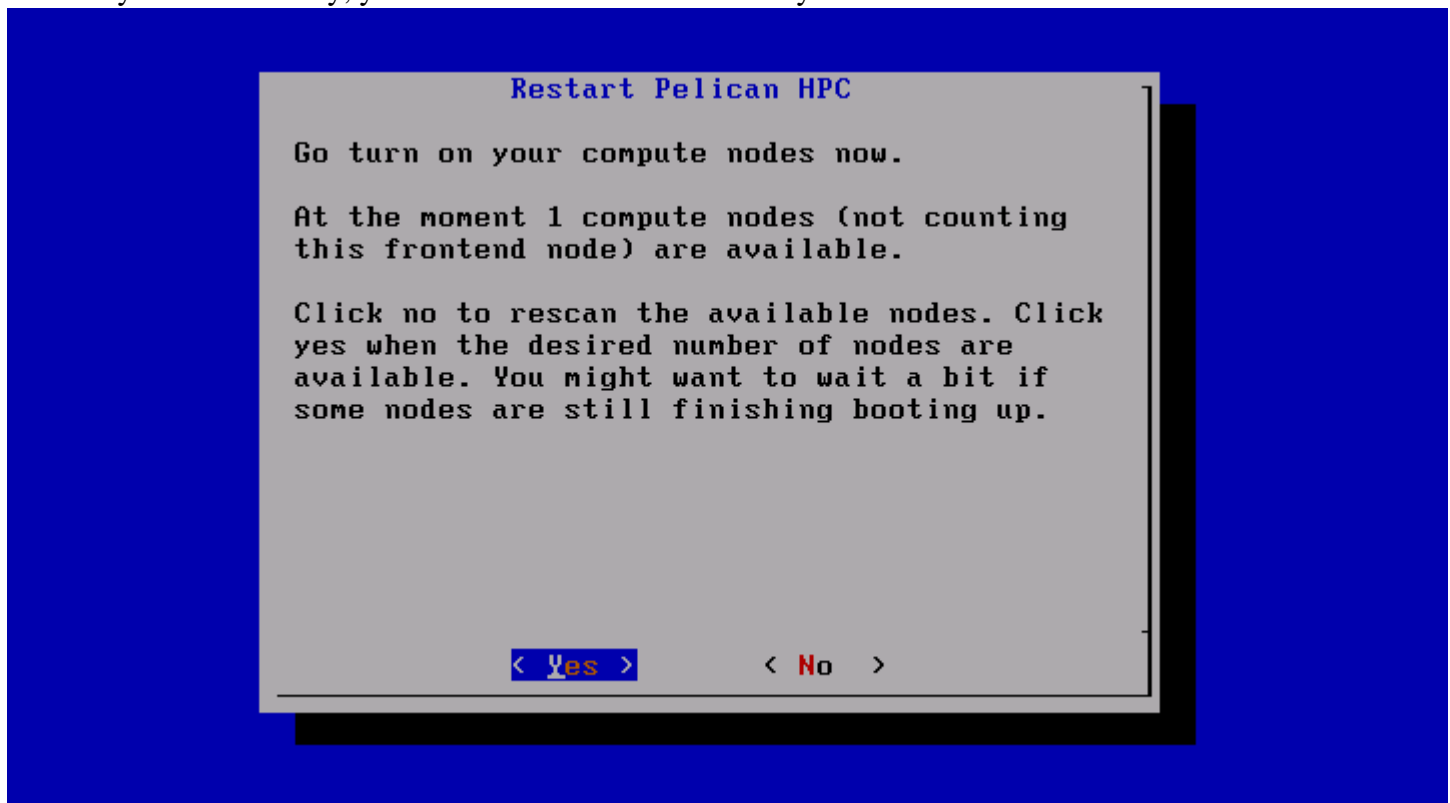 Restart Pelican HPC
Go turn on your compute nodes now.
At the moment 1 compute nodes (not counting
this frontend node) are available.
Click no to rescan the available nodes. Click
yes when the desired number of nodes are
available. You might want to wait a bit if
some nodes are still finishing booting up.
< Yes > < No >